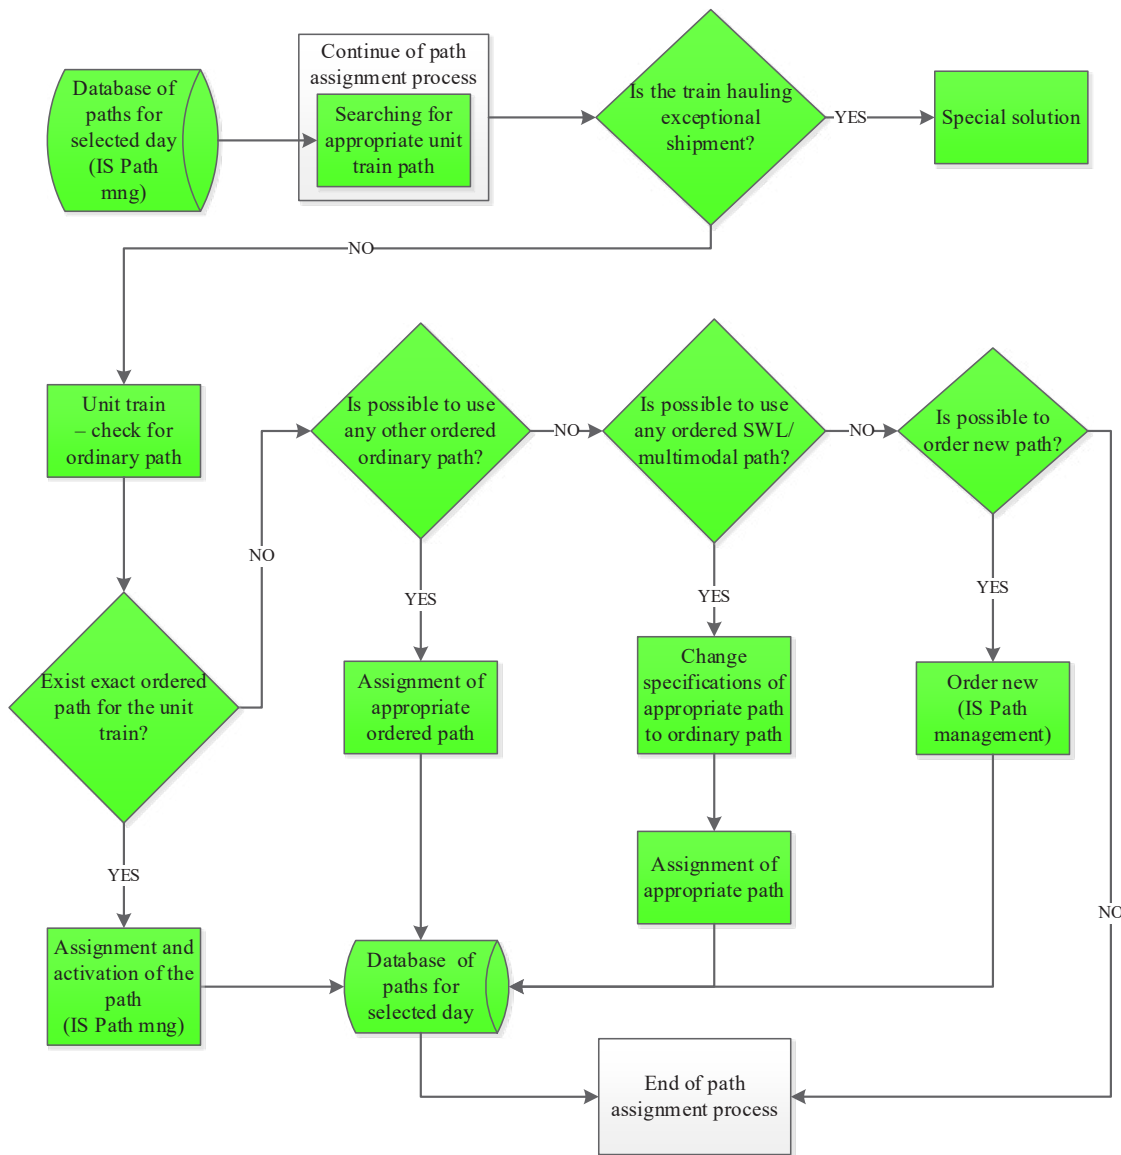 Database of
paths for
selected day
(IS Path
mng)
Continue of path
assignment process
Searching for
appropriate unit
train path
Is the train hauling
exceptional
shipment?
YES
Special solution
NO
Unit train
– check for
ordinary path
Is possible to use
any other ordered
ordinary path?
NO
Is possible to use
any ordered SWL/
multimodal path?
NO
Is possible to
order new path?
NO
YES
YES
YES
Exist exact ordered
path for the unit
train?
Assignment of
appropriate
ordered path
Change
specifications of
appropriate path
to ordinary path
Order new
(IS Path
management)
YES
Assignment of
appropriate path
NO
Assignment and
activation of the
path
(IS Path mng)
Database  of
paths for
selected day
End of path
assignment process